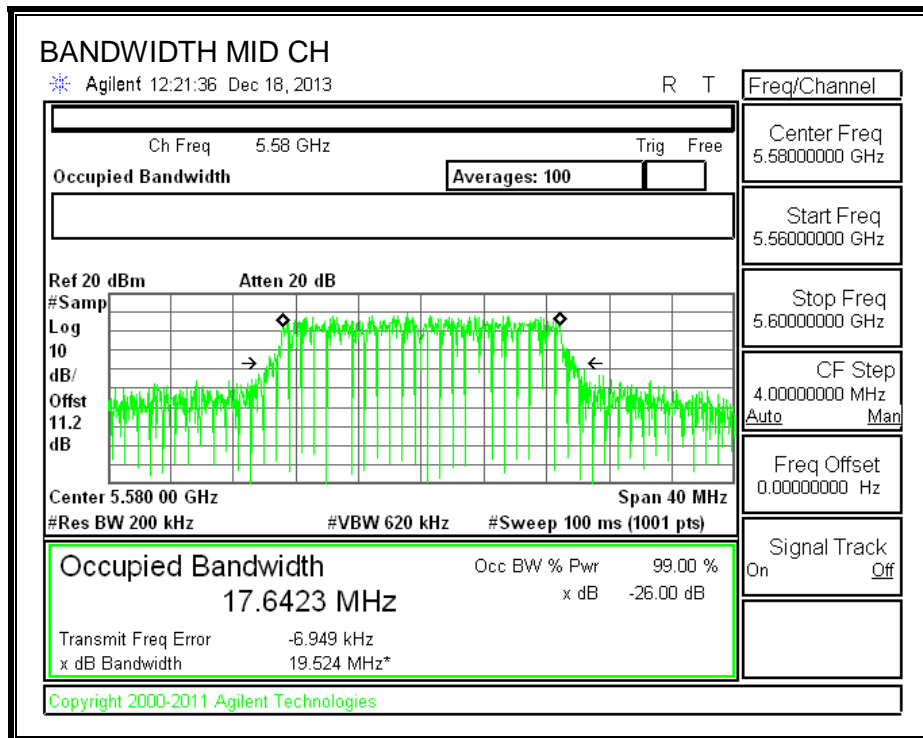 BANDWIDTH MID CH
Agilent 12:21:36 Dec 18, 2013 R T
Freq/Channel
Ch Freq 5.58 GHz Trig Free
Occupied Bandwidth Averages: 100
Center Freq
5.58000000 GHz
Start Freq
5.56000000 GHz
Stop Freq
5.60000000 GHz
CF Step
4.00000000 MHz
Auto Man
Freq Offset
0.00000000 Hz
Signal Track
On Off
Ref 20 dBm Atten 20 dB
#Samp
Log
10
dB/
Offst
11.2
dB
Center 5.580 00 GHz Span 40 MHz
#Res BW 200 kHz #VBW 620 kHz #Sweep 100 ms (1001 pts)
Occupied Bandwidth Occ BW % Pwr 99.00 %
17.6423 MHz x dB -26.00 dB
Transmit Freq Error -6.949 kHz
x dB Bandwidth 19.524 MHz*
Copyright 2000-2011 Agilent Technologies